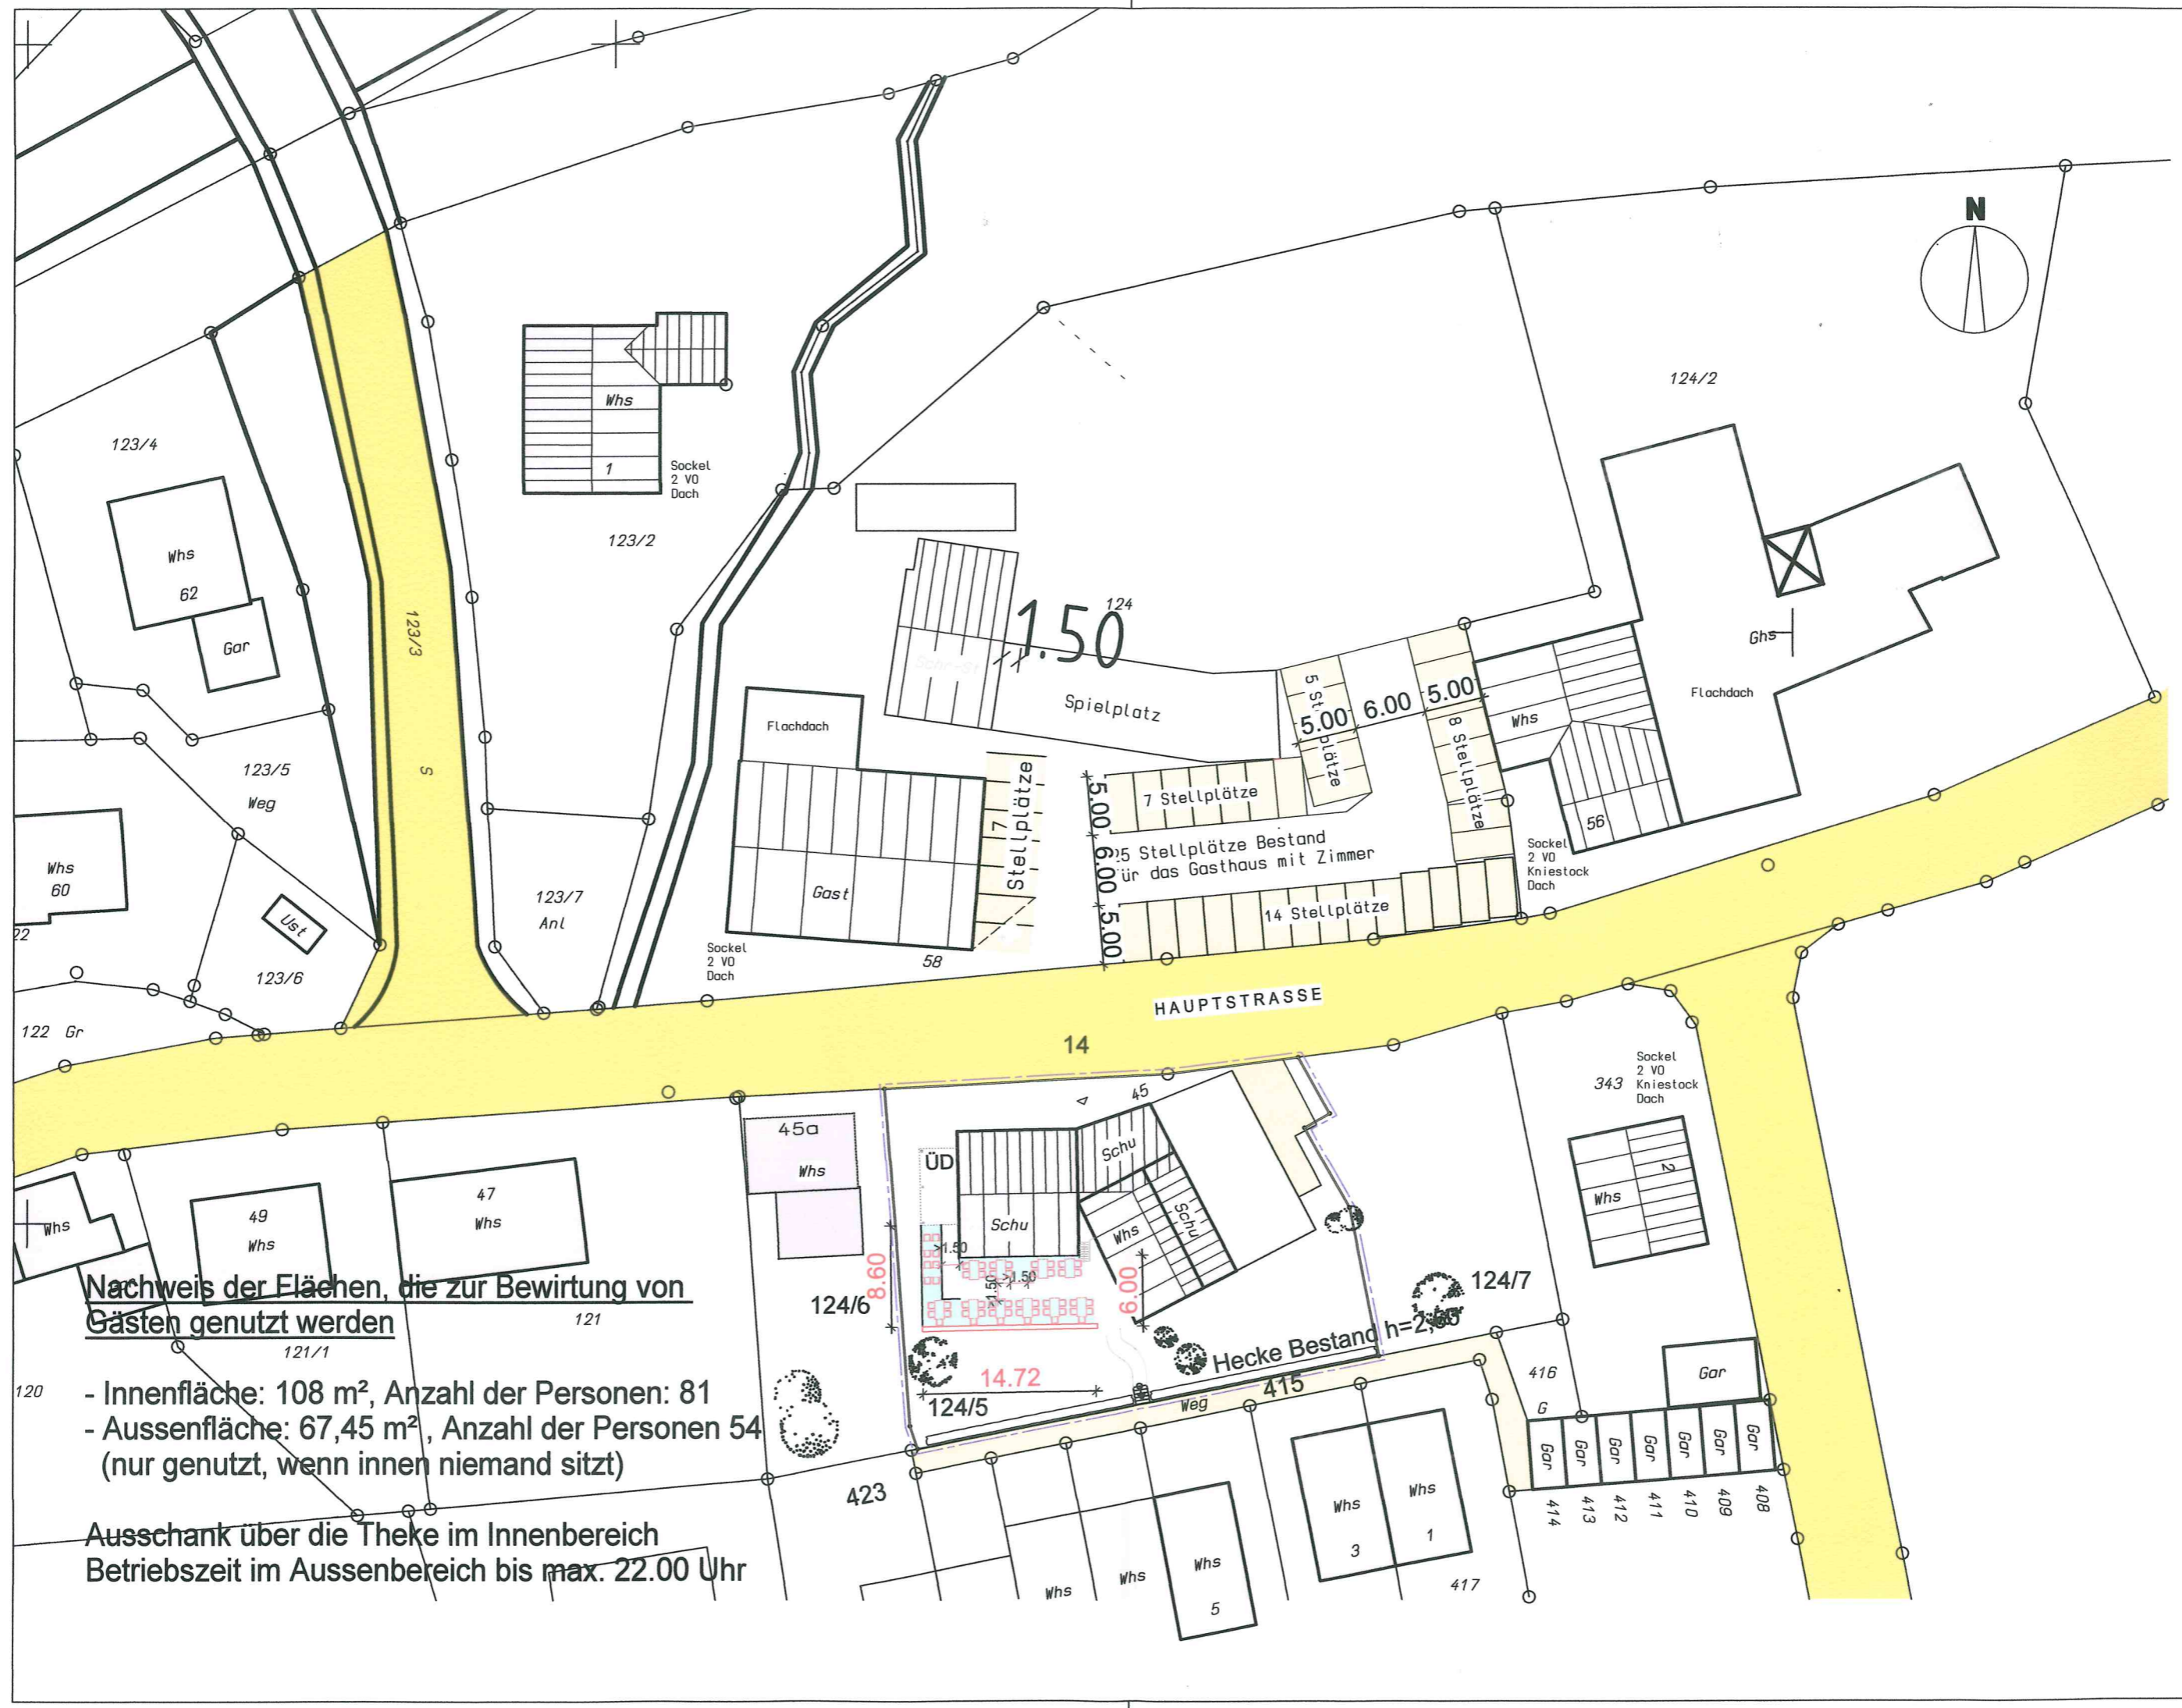 N
124/2
123/4
Whs
1
Sockel
2 VO
Dach
123/2
Whs
62
Gar
123/3
S
124
1.50
Spielplatz
Flachdach
7
Stellplätze
5.00
6.00
5.00
8 Stellplätze
7 Stellplätze
Whs
56
Ghs
Flachdach
123/5
Weg
Whs
60
Ust
123/6
123/7
Anl
Gast
58
Sockel
2 VO
Dach
5.00
6.00
5.00
Stellplätze Bestand
das Gasthaus mit Zimmer
14 Stellplätze
Sockel
2 VO
Kniestock
Dach
22
122 Gr
HAUPTSTRASSE
14
343
Sockel
2 VO
Kniestock
Dach
45a
Whs
45
ÜD
Schu
Schu
Schu
Whs
Whs
2
Whs
49
Whs
47
Whs
>1.50
>1.50
>1.50
8.60
6.00
14.72
124/6
124/5
124/7
Hecke Bestand
415
Weg
121
121/1
120
Nachweis der Flächen, die zur Bewirtung von
Gästen genutzt werden
- Innenfläche: 108 m², Anzahl der Personen: 81
- Aussenfläche: 67,45 m² , Anzahl der Personen 54
(nur genutzt, wenn innen niemand sitzt)
Ausschank über die Theke im Innenbereich
Betriebszeit im Aussenbereich bis max. 22.00 Uhr
423
416
G
Gar
Gar
Gar
Gar
Gar
Gar
Gar
Gar
414
413
412
411
410
409
408
Whs
3
Whs
1
417
Whs
Whs
Whs
5